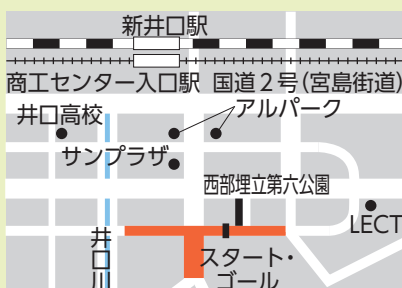 新井口駅
商工センター入口駅 国道2号(宮島街道)
井口高校
アルパーク
サンプラザ
西部埋立第六公園
LECT
井口川
スタート・
ゴール